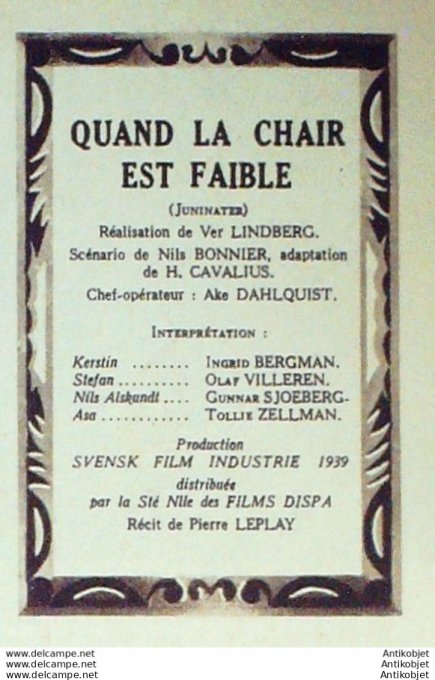 QUAND LA CHAIR
EST FAIBLE
(JUNINATER)
Réalisation de Ver LINDBERG.
Scénario de Nils BONNIER, adaptation
de H. CAVALIUS.
Chef-opérateur : Ake DAHLQUIST.
INTERPRÉTATION :
Kerstin ........ INGRID BERGMAN.
Stefan .......... OLAF VILLEREN.
Nils Alskundt .... GUNNAR SJOEBERG.
Asa ............ TOLLIE ZELLMAN.
Production
SVENSK FILM INDUSTRIE 1939
distribuée
par la Sté Nlle des FILMS DISPA
Récit de Pierre LEPLAY
www.delcampe.net Antikobjet
www.delcampe.net Antikobjet
www.delcampe.net Antikobjet